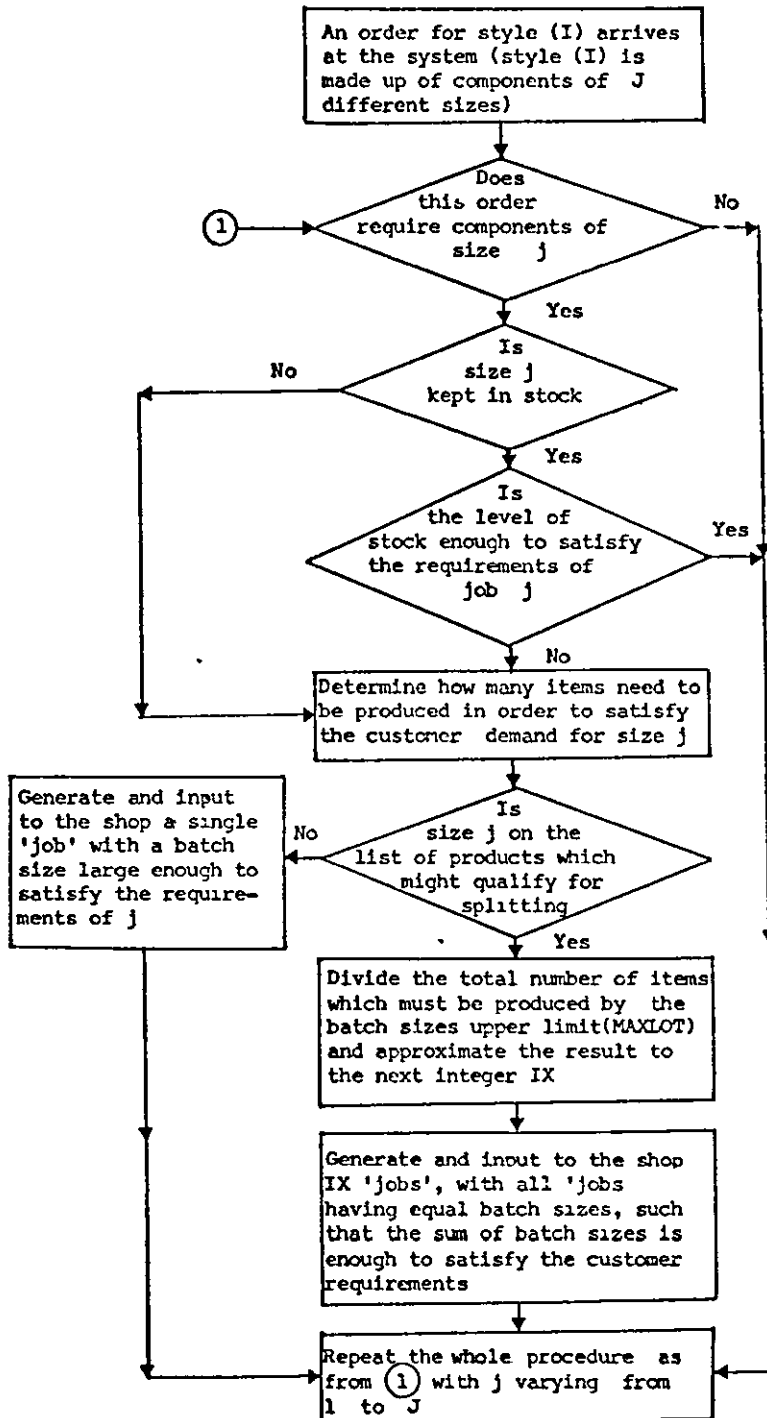 An order for style (I) arrives
at the system (style (I) is
made up of components of J
different sizes)
Does
this order
require components of
size j
No
1
Yes
Is
size j
kept in stock
No
Yes
Is
the level of
stock enough to satisfy
the requirements of
job j
Yes
No
Determine how many items need to
be produced in order to satisfy
the customer demand for size j
Generate and input
to the shop a single
'job' with a batch
size large enough to
satisfy the require-
ments of j
No
Is
size j on the
list of products which
might qualify for
splitting
Yes
Divide the total number of items
which must be produced by the
batch sizes upper limit(MAXLOT)
and approximate the result to
the next integer IX
Generate and input to the shop
IX 'jobs', with all 'jobs
having equal batch sizes, such
that the sum of batch sizes is
enough to satisfy the customer
requirements
Repeat the whole procedure as
from 1 with j varying from
1 to J